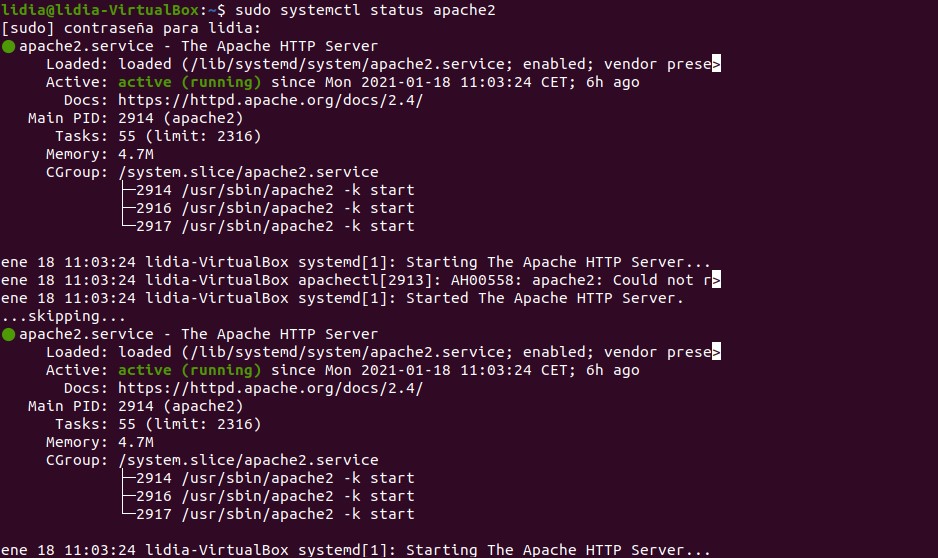 lidia@lidia-VirtualBox:~$ sudo systemctl status apache2
[sudo] contraseña para lidia:
● apache2.service - The Apache HTTP Server
     Loaded: loaded (/lib/systemd/system/apache2.service; enabled; vendor prese>
     Active: active (running) since Mon 2021-01-18 11:03:24 CET; 6h ago
       Docs: https://httpd.apache.org/docs/2.4/
   Main PID: 2914 (apache2)
      Tasks: 55 (limit: 2316)
     Memory: 4.7M
     CGroup: /system.slice/apache2.service
             ├─2914 /usr/sbin/apache2 -k start
             ├─2916 /usr/sbin/apache2 -k start
             └─2917 /usr/sbin/apache2 -k start

ene 18 11:03:24 lidia-VirtualBox systemd[1]: Starting The Apache HTTP Server...
ene 18 11:03:24 lidia-VirtualBox apachectl[2913]: AH00558: apache2: Could not r>
ene 18 11:03:24 lidia-VirtualBox systemd[1]: Started The Apache HTTP Server.
...skipping...
● apache2.service - The Apache HTTP Server
     Loaded: loaded (/lib/systemd/system/apache2.service; enabled; vendor prese>
     Active: active (running) since Mon 2021-01-18 11:03:24 CET; 6h ago
       Docs: https://httpd.apache.org/docs/2.4/
   Main PID: 2914 (apache2)
      Tasks: 55 (limit: 2316)
     Memory: 4.7M
     CGroup: /system.slice/apache2.service
             ├─2914 /usr/sbin/apache2 -k start
             ├─2916 /usr/sbin/apache2 -k start
             └─2917 /usr/sbin/apache2 -k start

ene 18 11:03:24 lidia-VirtualBox systemd[1]: Starting The Apache HTTP Server...